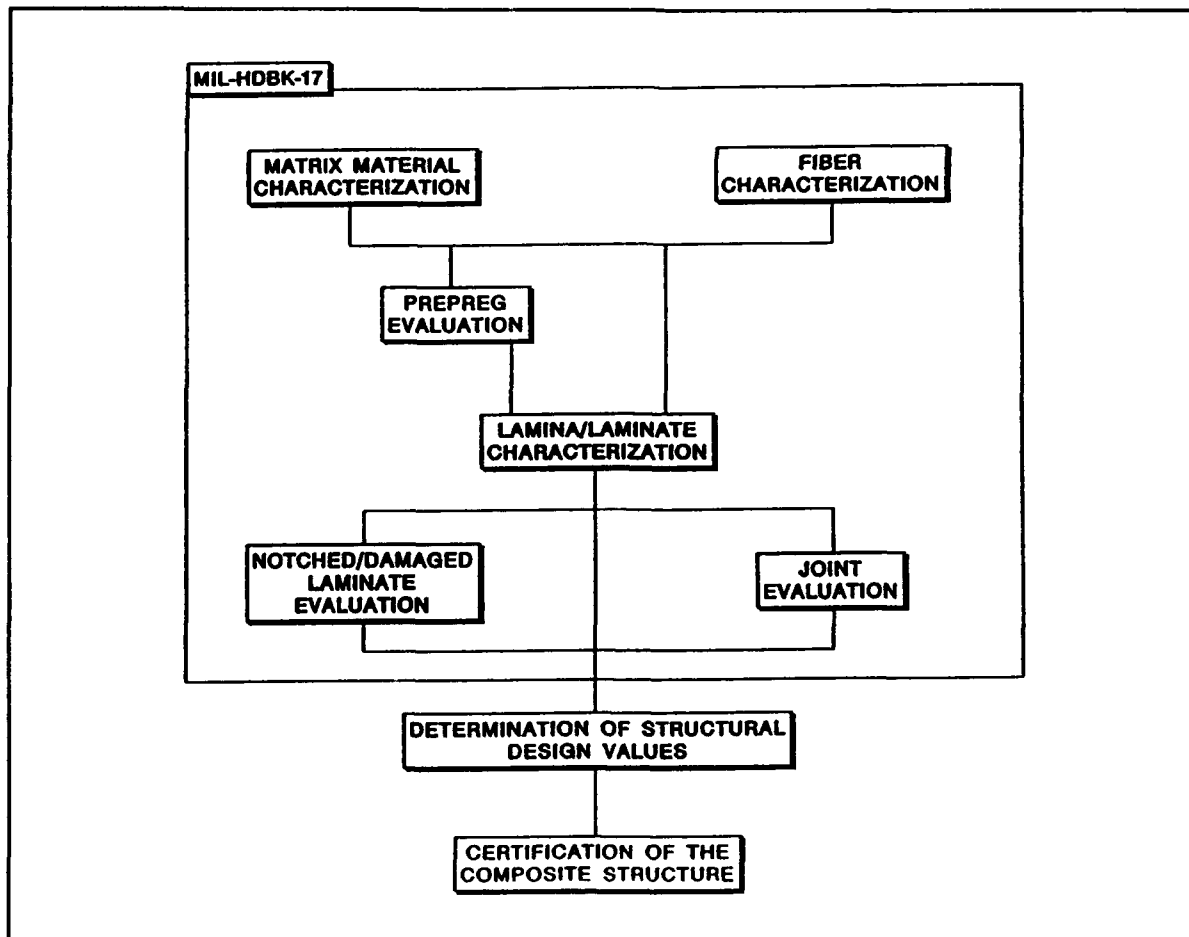 MIL-HDBK-17
MATRIX MATERIAL
CHARACTERIZATION
FIBER
CHARACTERIZATION
PREPREG
EVALUATION
LAMINA/LAMINATE
CHARACTERIZATION
NOTCHED/DAMAGED
LAMINATE
EVALUATION
JOINT
EVALUATION
DETERMINATION OF STRUCTURAL
DESIGN VALUES
CERTIFICATION OF THE
COMPOSITE STRUCTURE